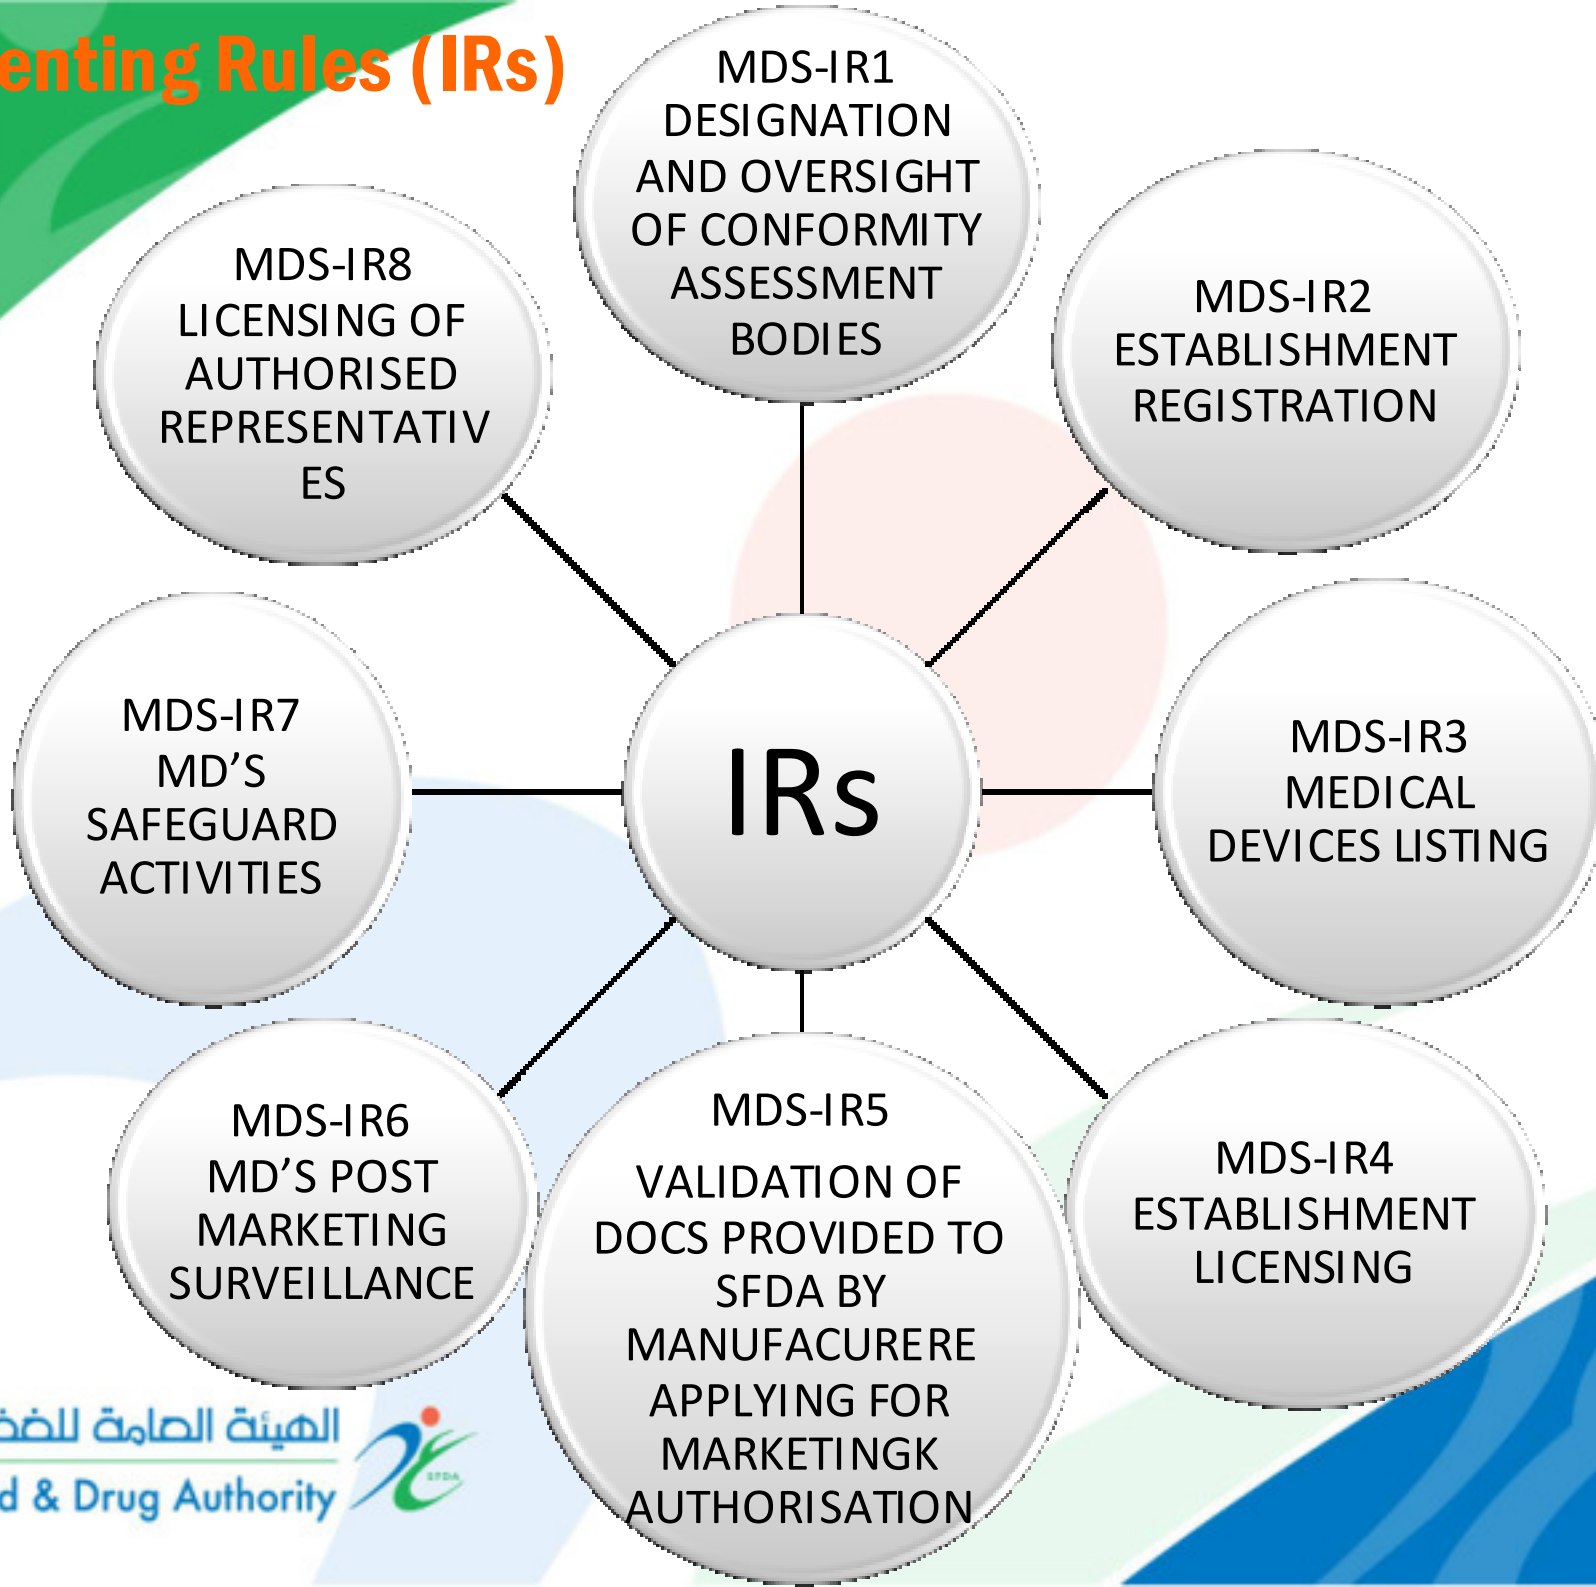 enting Rules (IRs)
MDS-IR1
DESIGNATION
AND OVERSIGHT
OF CONFORMITY
ASSESSMENT
BODIES
MDS-IR2
ESTABLISHMENT
REGISTRATION
MDS-IR3
MEDICAL
DEVICES LISTING
MDS-IR4
ESTABLISHMENT
LICENSING
MDS-IR5
VALIDATION OF
DOCS PROVIDED TO
SFDA BY
MANUFACURERE
APPLYING FOR
MARKETINGK
AUTHORISATION
MDS-IR6
MD’S POST
MARKETING
SURVEILLANCE
MDS-IR7
MD’S
SAFEGUARD
ACTIVITIES
MDS-IR8
LICENSING OF
AUTHORISED
REPRESENTATIV
ES
IRs
الهيئة العامة
d & Drug Authority
SFDA